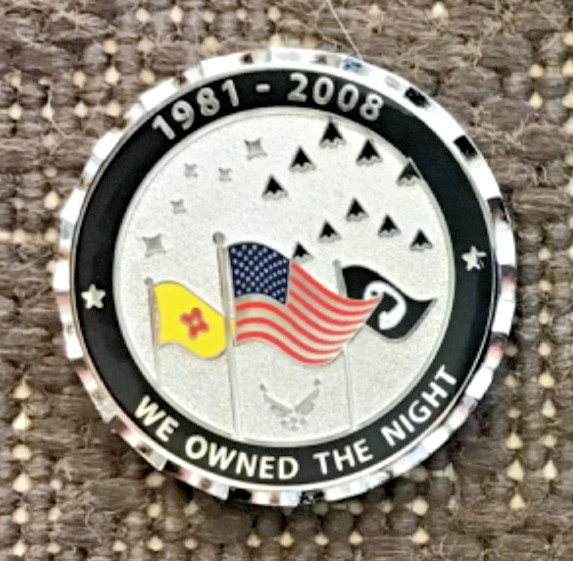 1981 - 2008
WE OWNED THE NIGHT